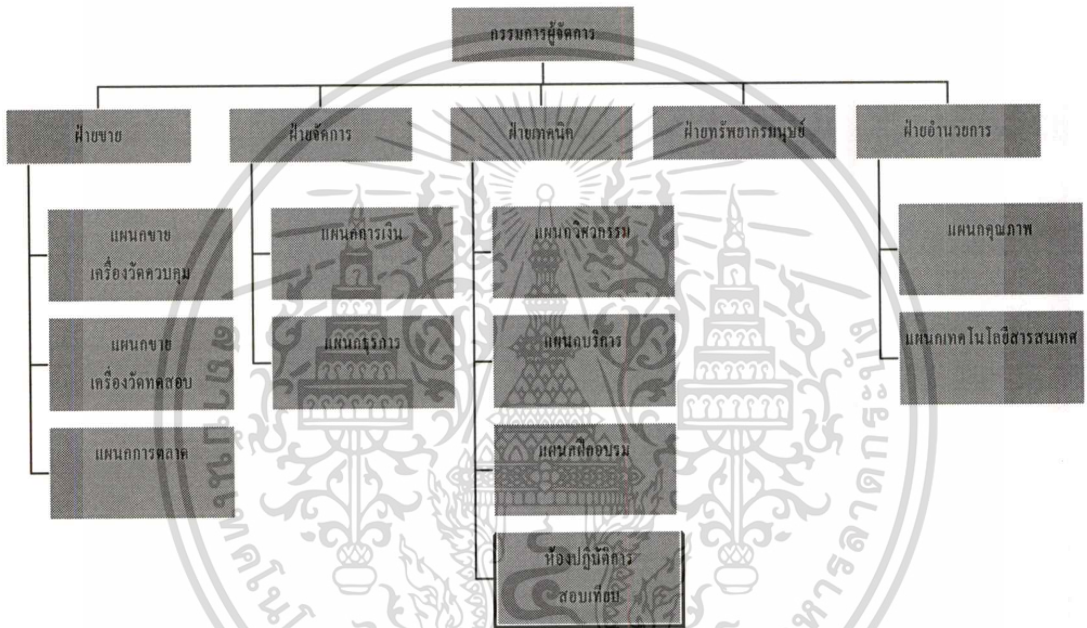 กรรมการผู้จัดการ
ฝ่ายขาย
ฝ่ายจัดการ
ฝ่ายเทคนิค
ฝ่ายทรัพยากรมนุษย์
ฝ่ายอำนวยการ
แผนกขาย
เครื่องวัดควบคุม
แผนกขาย
เครื่องวัดทดสอบ
แผนกการตลาด
แผนกการเงิน
แผนกธุรการ
แผนกวิศวกรรม
แผนกบริการ
แผนกฝึกอบรม
ห้องปฏิบัติการ
สอบเทียบ
แผนกคุณภาพ
แผนกเทคโนโลยีสารสนเทศ